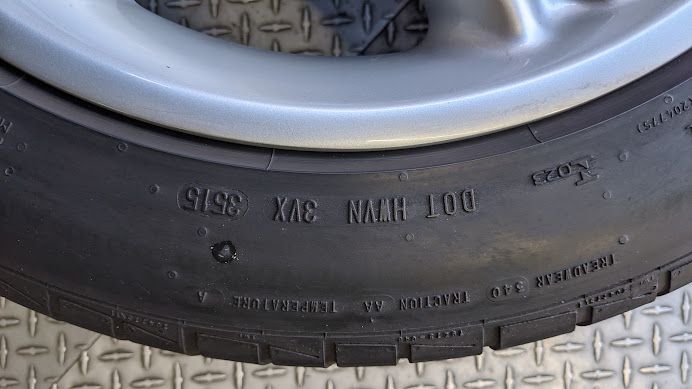 DOT HWVN 3VX 3515
TREADWEAR 340 TRACTION AA TEMPERATURE A